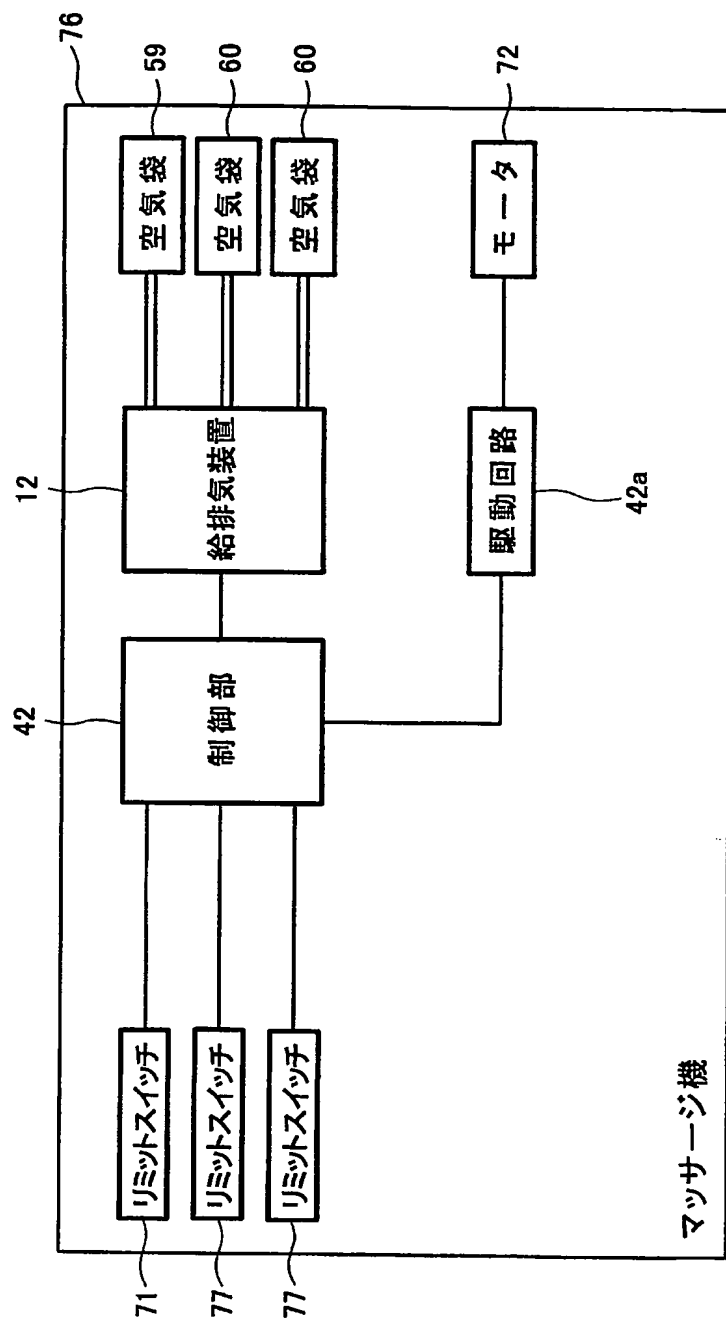 76
59
60
60
72
空気袋
空気袋
空気袋
モータ
12
給排気装置
駆動回路
42a
42
制御部
リミットスイッチ
リミットスイッチ
リミットスイッチ
71
77
77
マッサージ機